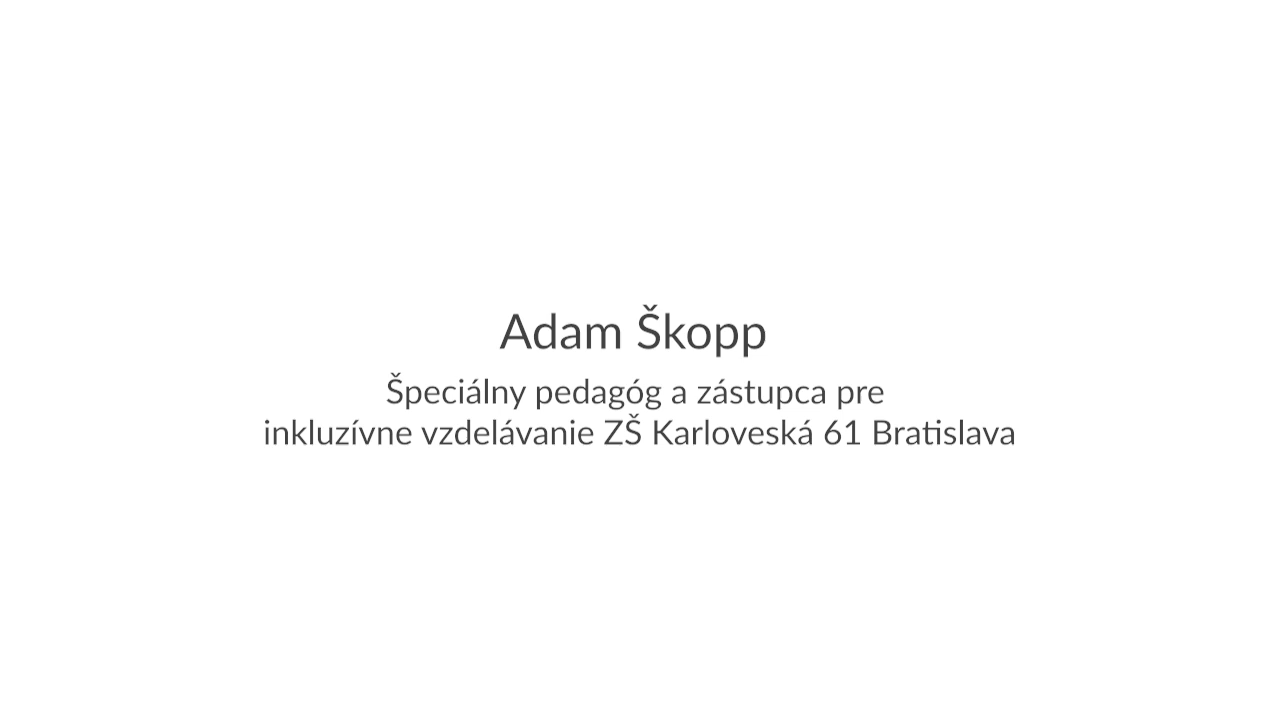 Adam Škopp
Špeciálny pedagóg a zástupca pre
inkluzívne vzdelávanie ZŠ Karloveská 61 Bratislava